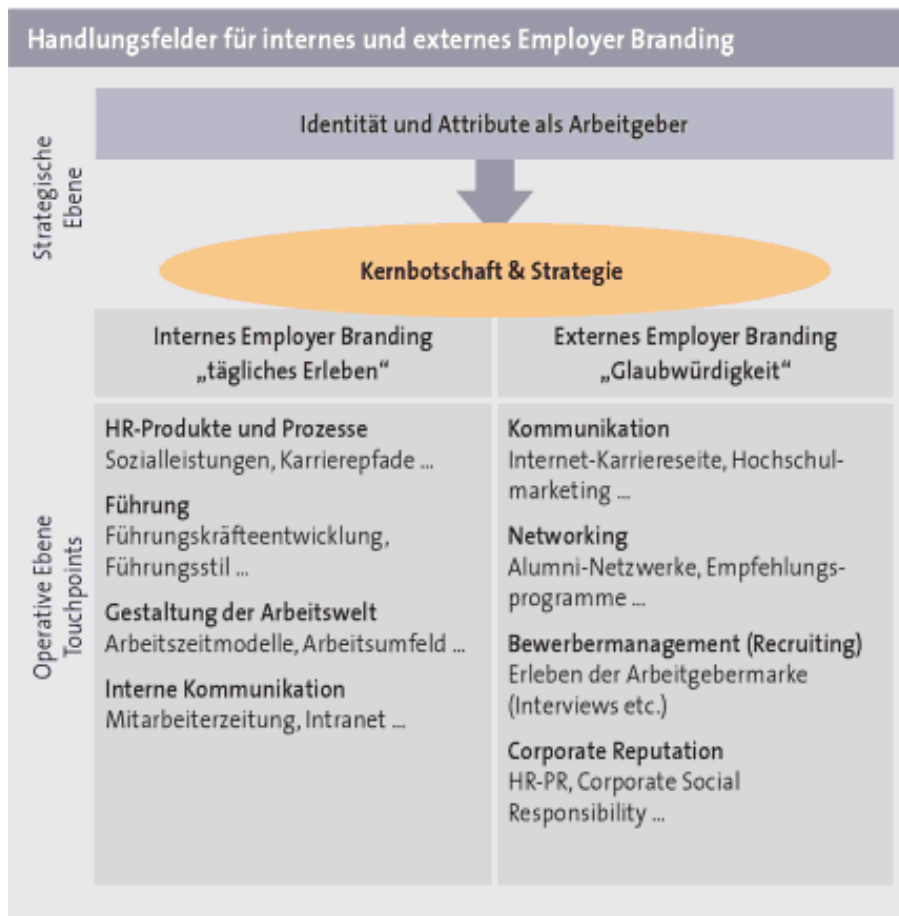 Handlungsfelder für internes und externes Employer Branding
Strategische
Ebene
Identität und Attribute als Arbeitgeber
Kernbotschaft & Strategie
Internes Employer Branding
„tägliches Erleben“
Externes Employer Branding
„Glaubwürdigkeit“
Operative Ebene
Touchpoints
HR-Produkte und Prozesse
Sozialleistungen, Karrierepfade ...
Führung
Führungskräfteentwicklung,
Führungsstil ...
Gestaltung der Arbeitswelt
Arbeitszeitmodelle, Arbeitsumfeld ...
Interne Kommunikation
Mitarbeiterzeitung, Intranet ...
Kommunikation
Internet-Karriereseite, Hochschul-
marketing ...
Networking
Alumni-Netzwerke, Empfehlungs-
programme ...
Bewerbermanagement (Recruiting)
Erleben der Arbeitgebermarke
(Interviews etc.)
Corporate Reputation
HR-PR, Corporate Social
Responsibility ...